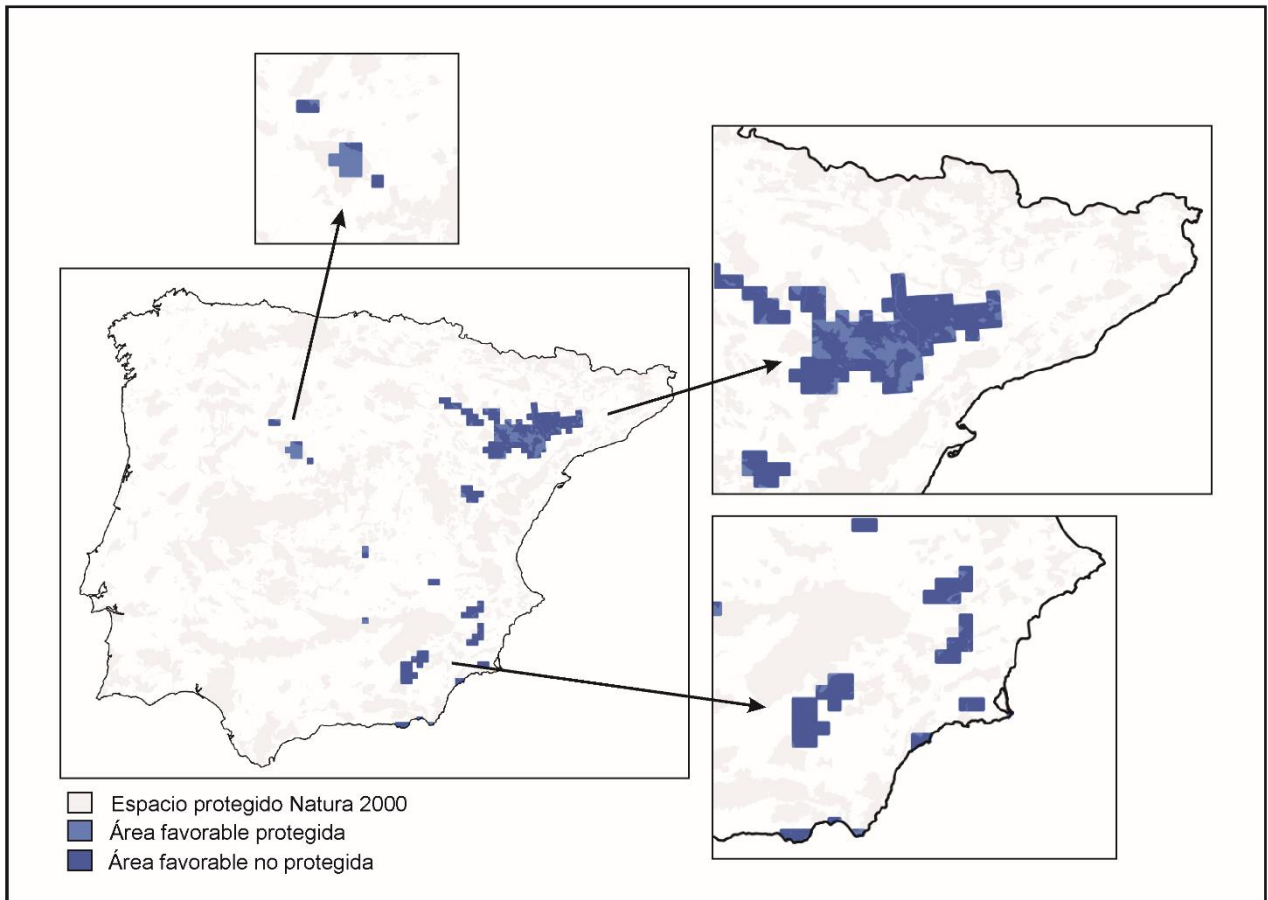 Espacio protegido Natura 2000
Área favorable protegida
Área favorable no protegida